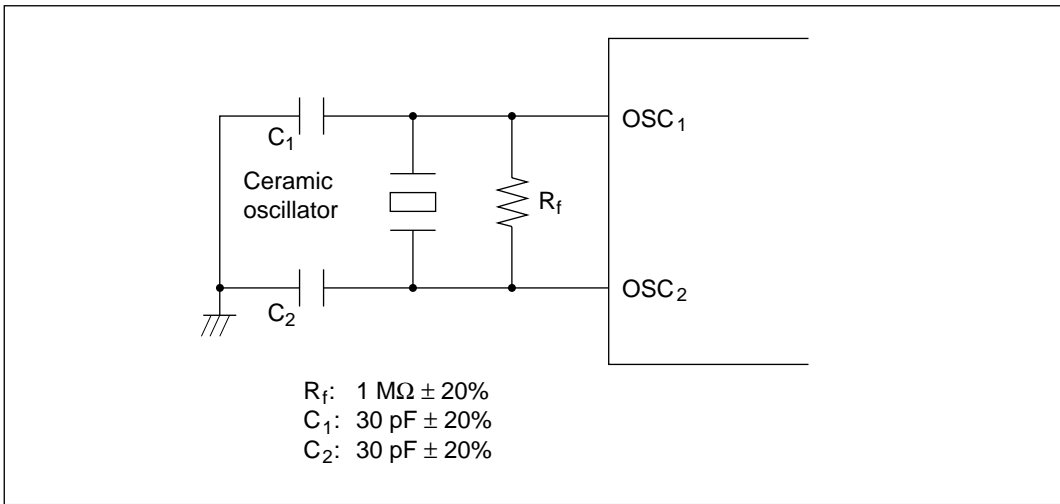 C1
OSC1
Ceramic
oscillator
Rf
C2
OSC2
Rf: 1 MΩ ± 20%
C1: 30 pF ± 20%
C2: 30 pF ± 20%